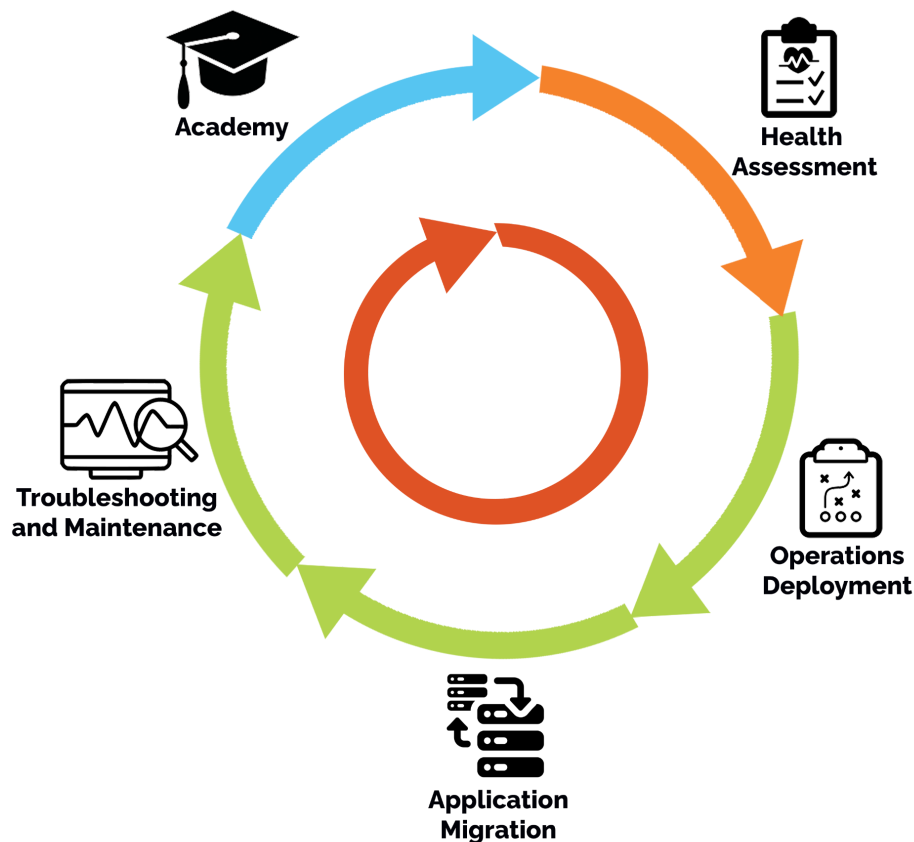 Academy
Health
Assessment
Operations
Deployment
Application
Migration
Troubleshooting
and Maintenance